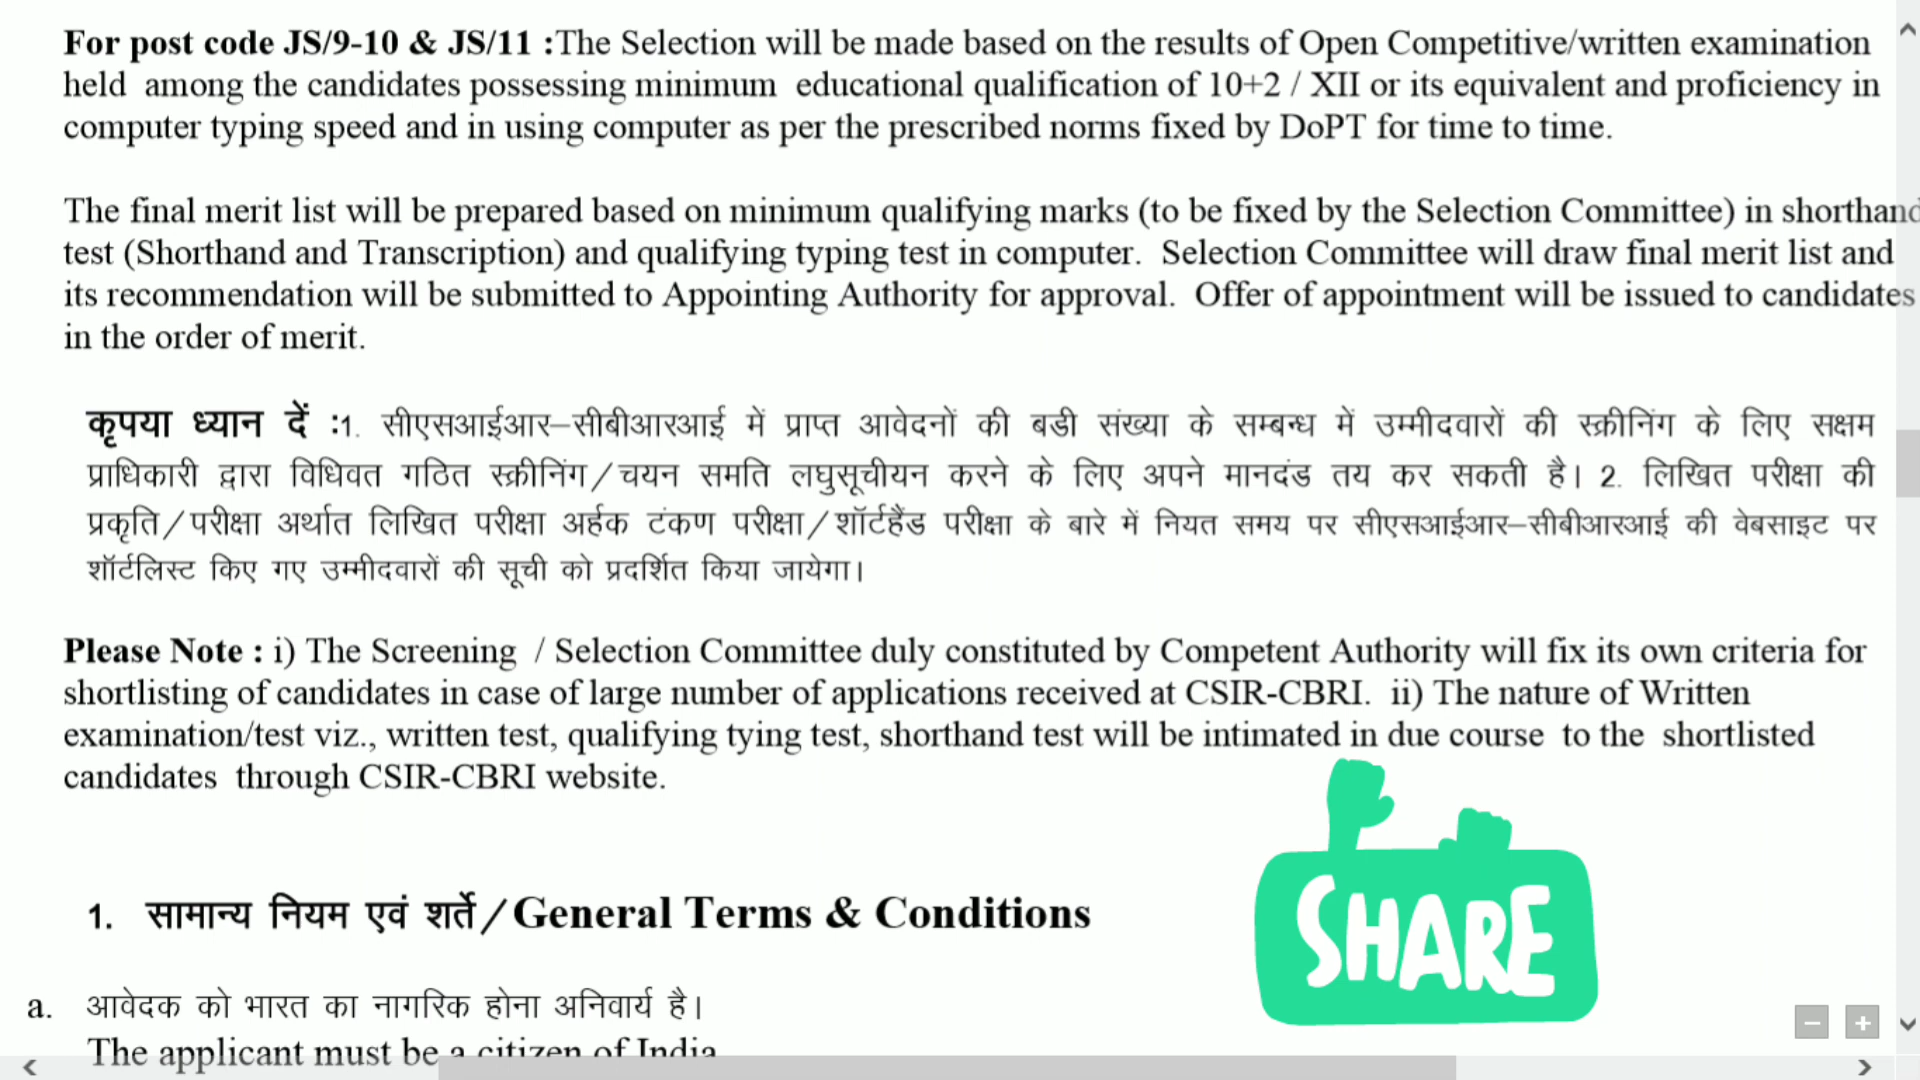 For post code JS/9-10 & JS/11 :The Selection will be made based on the results of Open Competitive/written examination
held among the candidates possessing minimum educational qualification of 10+2 / XII or its equivalent and proficiency in
computer typing speed and in using computer as per the prescribed norms fixed by DoPT for time to time.
The final merit list will be prepared based on minimum qualifying marks (to be fixed by the Selection Committee) in shorthand
test (Shorthand and Transcription) and qualifying typing test in computer. Selection Committee will draw final merit list and
its recommendation will be submitted to Appointing Authority for approval. Offer of appointment will be issued to candidates
in the order of merit.
कृपया ध्यान दें :1. सीएसआईआर–सीबीआरआई में प्राप्त आवेदनों की बडी संख्या के सम्बन्ध में उम्मीदवारों की स्क्रीनिंग के लिए सक्षम
प्राधिकारी द्वारा विधिवत गठित स्क्रीनिंग/चयन समति लघुसूचीयन करने के लिए अपने मानदंड तय कर सकती है। 2. लिखित परीक्षा की
प्रकृति/परीक्षा अर्थात लिखित परीक्षा अर्हक टंकण परीक्षा/शॉर्टहैंड परीक्षा के बारे में नियत समय पर सीएसआईआर–सीबीआरआई की वेबसाइट पर
शॉर्टलिस्ट किए गए उम्मीदवारों की सूची को प्रदर्शित किया जायेगा।
Please Note : i) The Screening / Selection Committee duly constituted by Competent Authority will fix its own criteria for
shortlisting of candidates in case of large number of applications received at CSIR-CBRI. ii) The nature of Written
examination/test viz., written test, qualifying tying test, shorthand test will be intimated in due course to the shortlisted
candidates through CSIR-CBRI website.
1. सामान्य नियम एवं शर्ते/General Terms & Conditions
SHARE
a. आवेदक को भारत का नागरिक होना अनिवार्य है।
The applicant must be a citizen of India